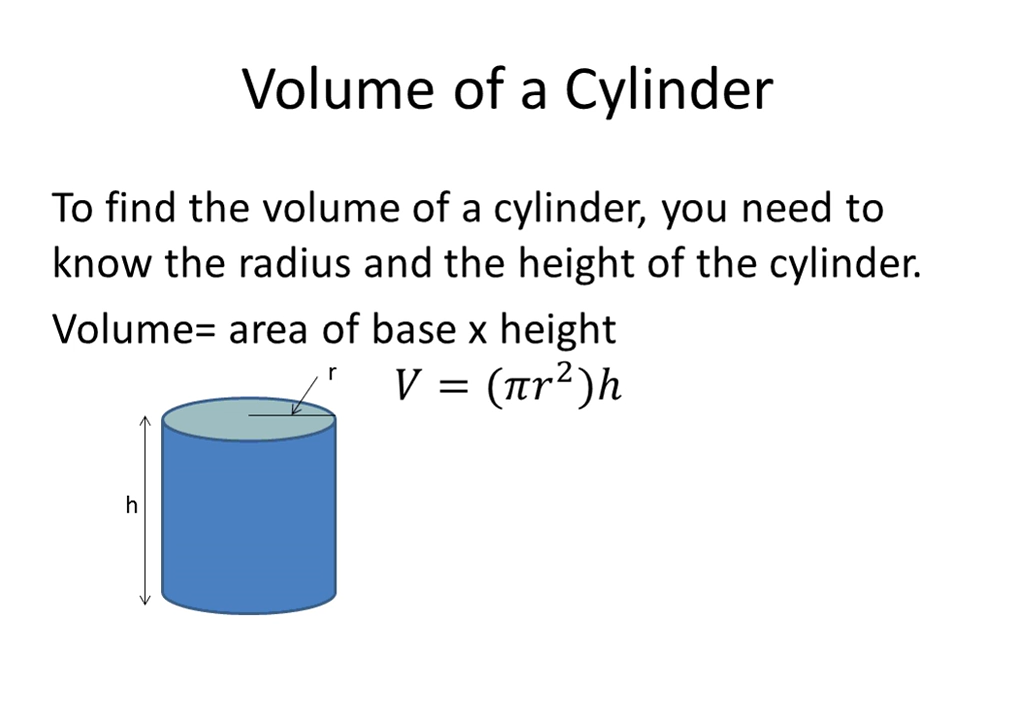 Volume of a Cylinder
To find the volume of a cylinder, you need to
know the radius and the height of the cylinder.
Volume= area of base x height
r
V = (πr²)h
h